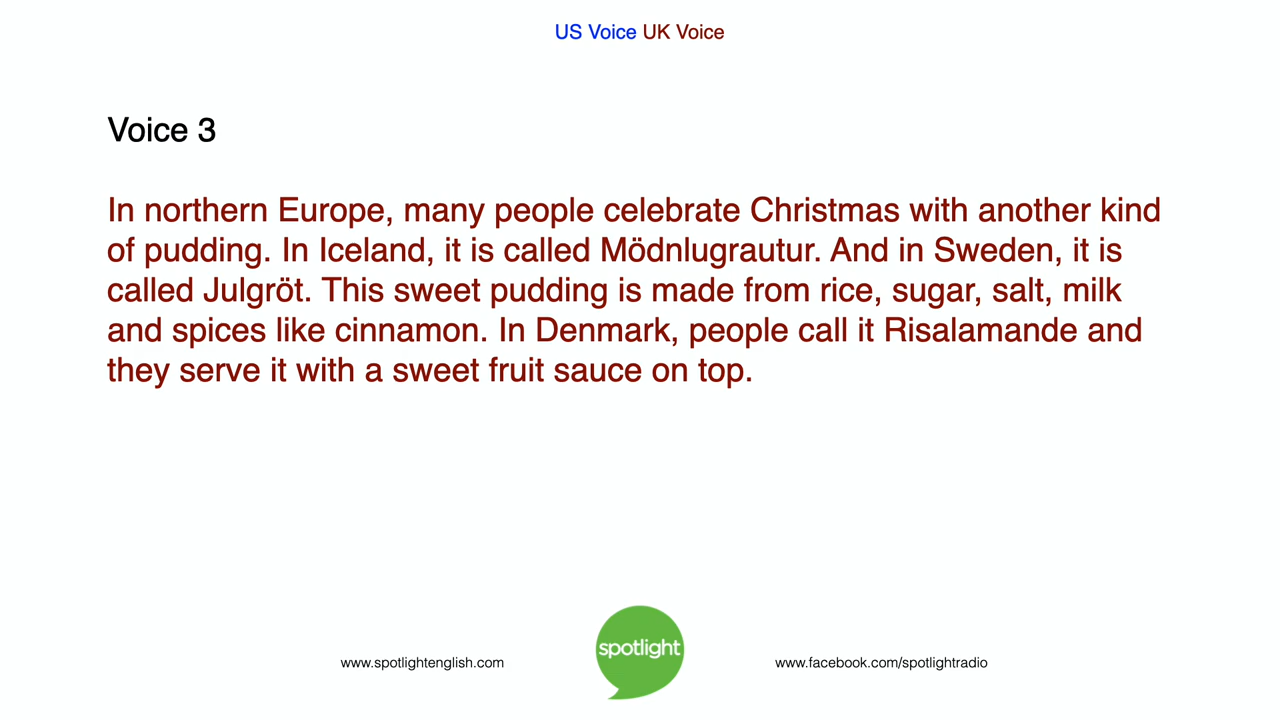 US Voice UK Voice
Voice 3
In northern Europe, many people celebrate Christmas with another kind
of pudding. In Iceland, it is called Mödnlugrautur. And in Sweden, it is
called Julgröt. This sweet pudding is made from rice, sugar, salt, milk
and spices like cinnamon. In Denmark, people call it Risalamande and
they serve it with a sweet fruit sauce on top.
www.spotlightenglish.com
spotlight
www.facebook.com/spotlightradio